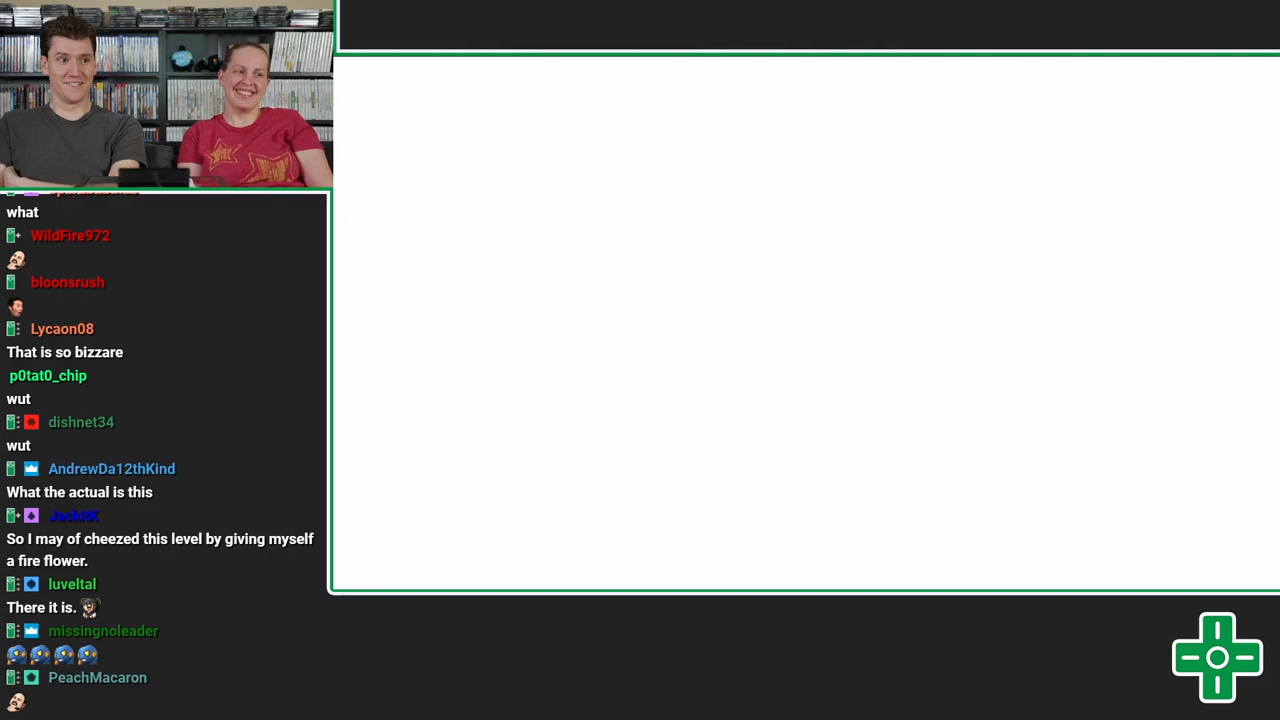 what
WildFire972
bloonsrush
Lycaon08
That is so bizzare
p0tat0_chip
wut
dishnet34
wut
AndrewDa12thKind
What the actual is this
JackItK
So I may of cheezed this level by giving myself
a fire flower.
luveltal
There it is.
missingnoleader
PeachMacaron